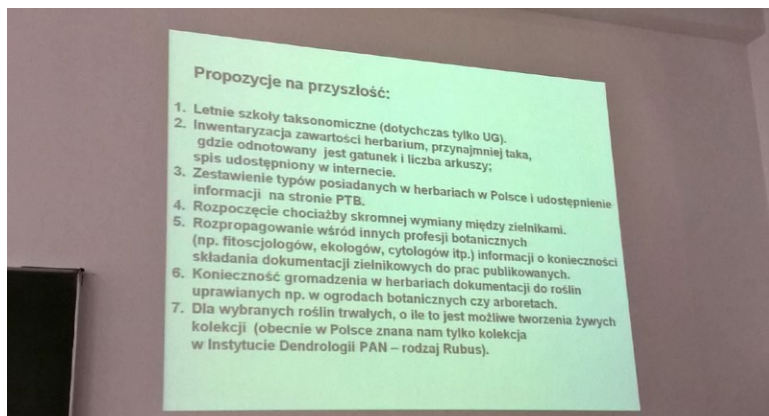 Propozycje na przyszłość:
1. Letnie szkoły taksonomiczne (dotychczas tylko UG).
2. Inwentaryzacja zawartości herbarium, przynajmniej taka,
gdzie odnotowany jest gatunek i liczba arkuszy;
spis udostępniony w internecie.
3. Zestawienie typów posiadanych w herbariach w Polsce i udostępnienie
informacji na stronie PTB.
4. Rozpoczęcie chociażby skromnej wymiany między zielnikami.
5. Rozpropagowanie wśród innych profesji botanicznych
(np. fitoscjologów, ekologów, cytologów itp.) informacji o konieczności
składania dokumentacji zielnikowych do prac publikowanych.
6. Konieczność gromadzenia w herbariach dokumentacji do roślin
uprawianych np. w ogrodach botanicznych czy arboretach.
7. Dla wybranych roślin trwałych, o ile to jest możliwe tworzenia żywych
kolekcji (obecnie w Polsce znana nam tylko kolekcja
w Instytucie Dendrologii PAN – rodzaj Rubus).